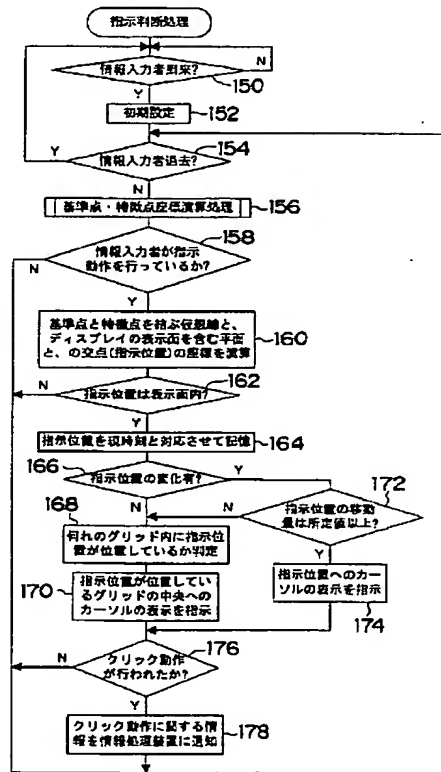 指示判断処理
情報入力者到来?
N
150
Y
初期設定
152
154
Y
情報入力者退去?
N
基準点・特徴点座標演算処理
156
158
情報入力者が指示
動作を行っているか?
N
Y
基準点と特徴点を結ぶ仮想線と、
ディスプレイの表示面を含む平面
と、の交点(指示位置)の座標を演算
160
162
N
指示位置は表示面内?
Y
指示位置を現時刻と対応させて記憶
164
166
指示位置の変化有?
Y
172
N
指示位置の移動
量は所定値以上?
N
168
何れのグリッド内に指示位
置が位置しているか判定
Y
170
指示位置が位置してい
るグリッドの中央への
カーソルの表示を指示
指示位置へのカー
ソルの表示を指示
174
176
N
クリック動作
が行われたか?
Y
クリック動作に関する情
報を情報処理装置に通知
178